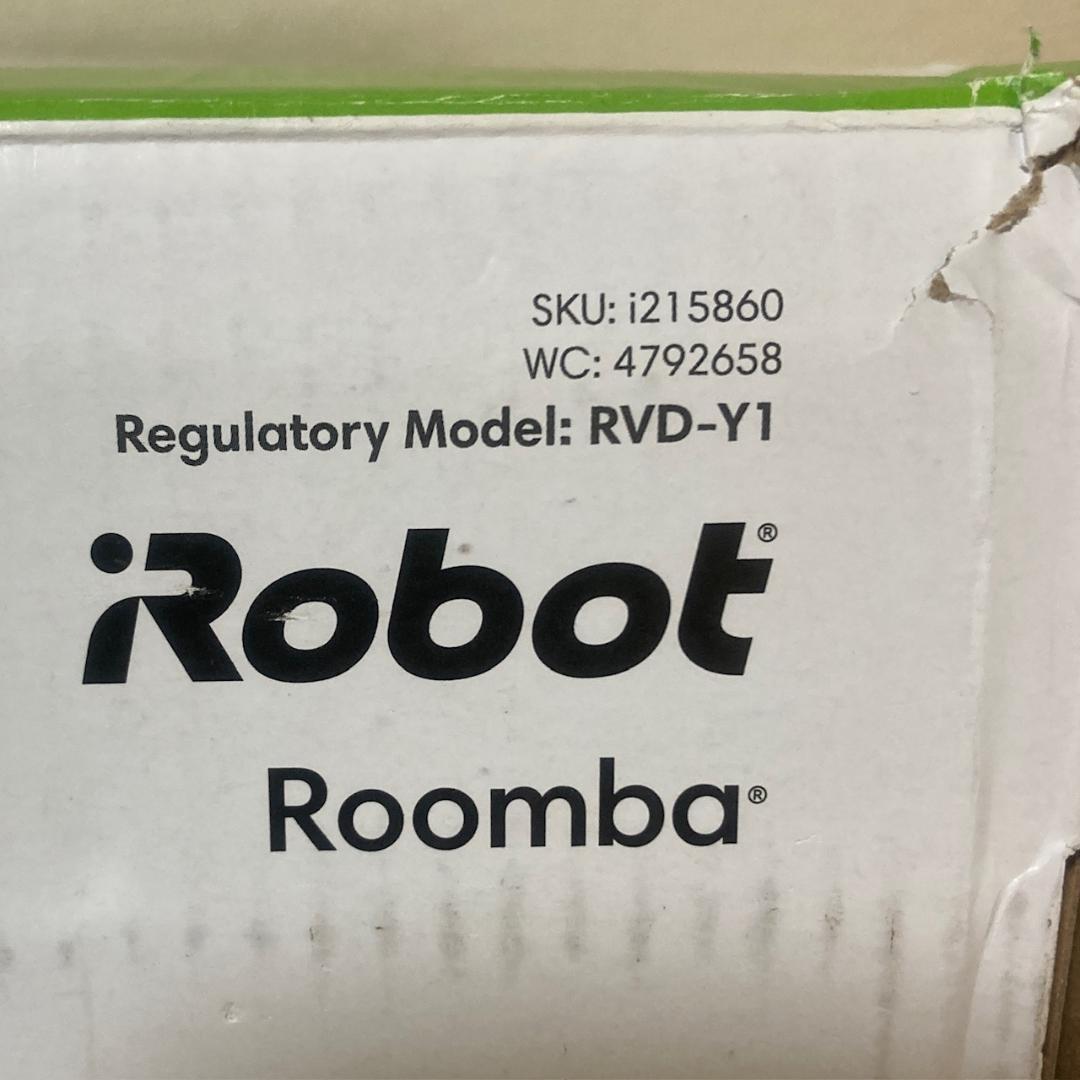 SKU: i215860
WC: 4792658
Regulatory Model: RVD-Y1
iRobot®
Roomba®